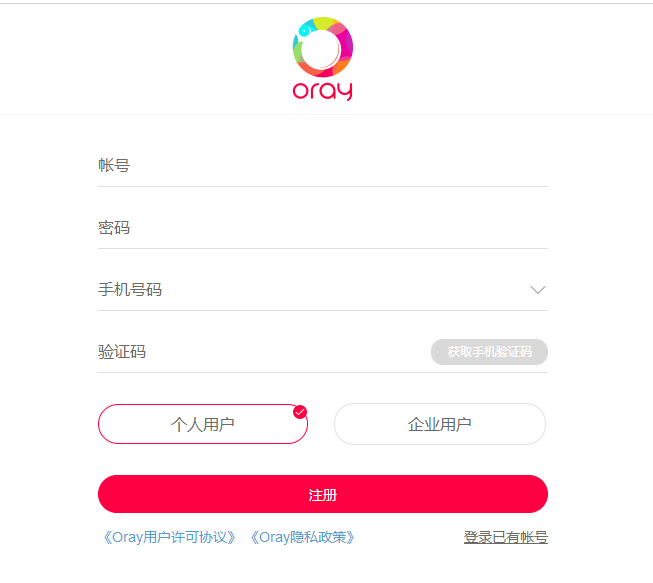 oray
帐号
密码
手机号码
验证码 获取手机验证码
个人用户 企业用户
注册
《Oray用户许可协议》 《Oray隐私政策》 登录已有帐号